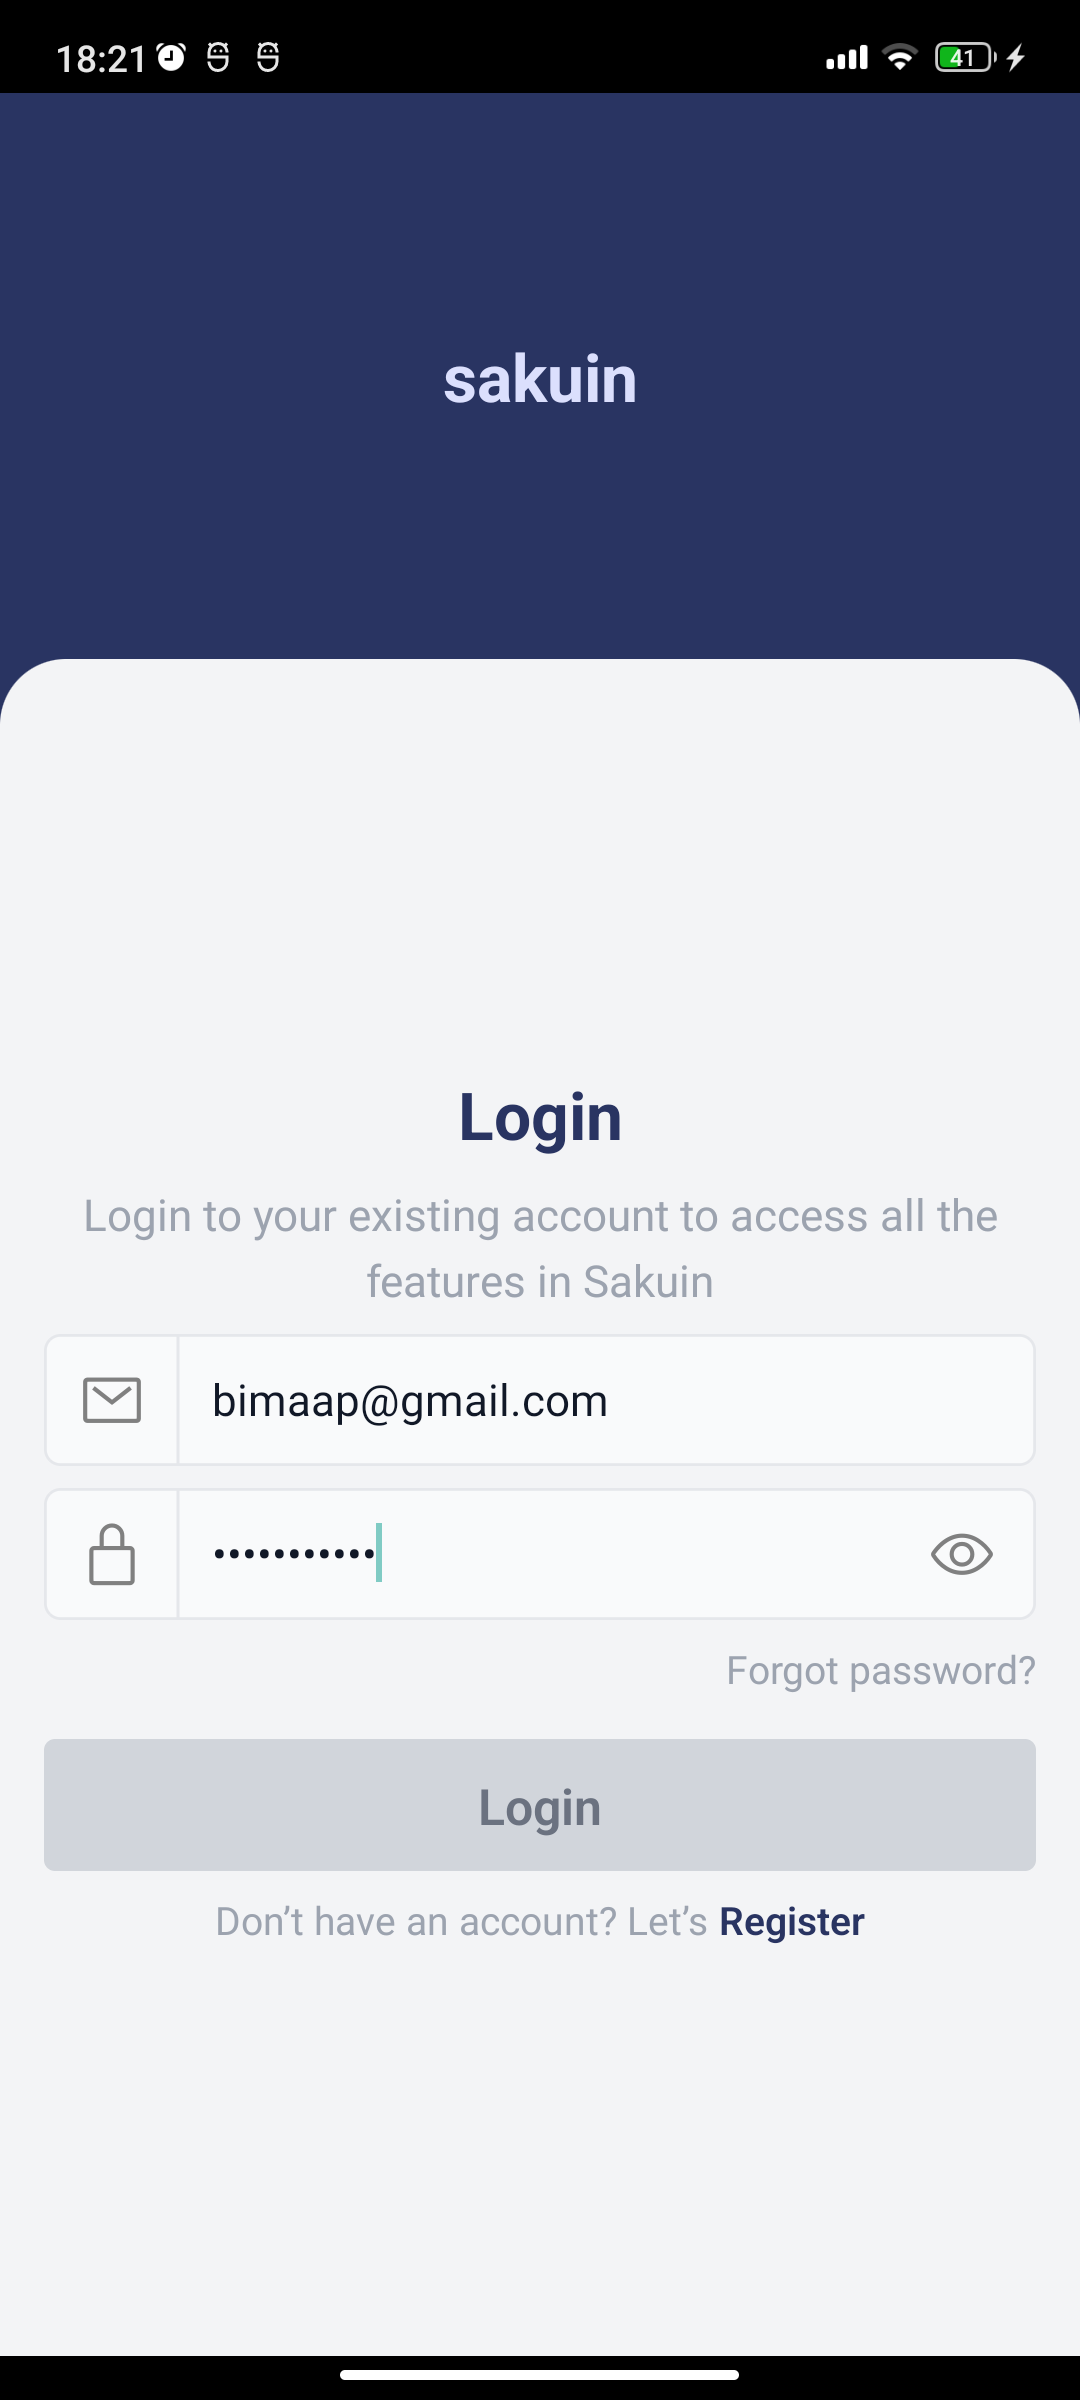 18:21
41
sakuin
Login
Login to your existing account to access all the
features in Sakuin
bimaap@gmail.com
•••••••••••
Forgot password?
Login
Don’t have an account? Let’s Register